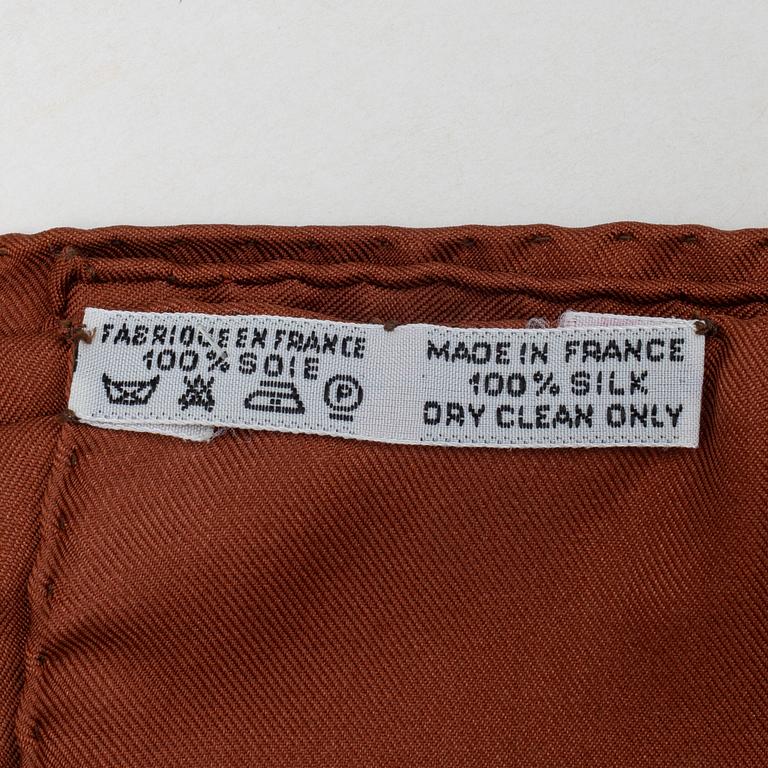 FABRIQUE EN FRANCE
100% SOIE
P
MADE IN FRANCE
100% SILK
DRY CLEAN ONLY